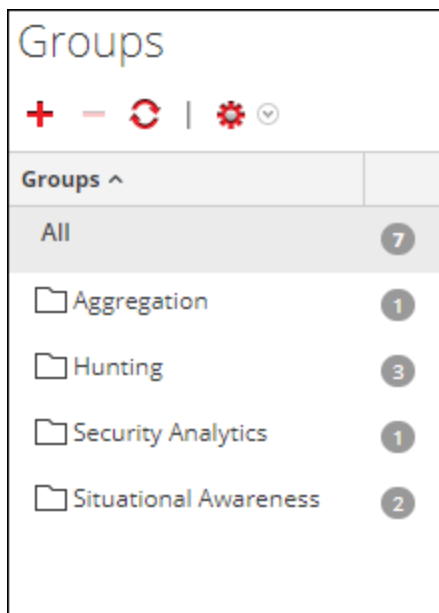 Groups
Groups
All 7
Aggregation 1
Hunting 3
Security Analytics 1
Situational Awareness 2